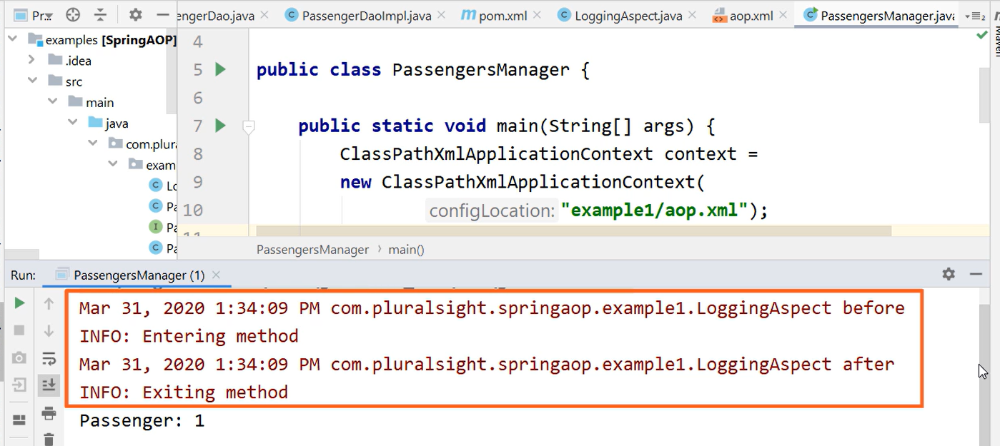 Pr...
engerDao.java
PassengerDaoImpl.java
pom.xml
LoggingAspect.java
aop.xml
PassengersManager.java
examples [SpringAOP]
.idea
src
main
java
com.plura
exam
4
5 public class PassengersManager {
6
7 public static void main(String[] args) {
8 ClassPathXmlApplicationContext context =
9 new ClassPathXmlApplicationContext(
10 configLocation: "example1/aop.xml");
11
PassengersManager › main()
Run: PassengersManager (1)
Mar 31, 2020 1:34:09 PM com.pluralsight.springaop.example1.LoggingAspect before
INFO: Entering method
Mar 31, 2020 1:34:09 PM com.pluralsight.springaop.example1.LoggingAspect after
INFO: Exiting method
Passenger: 1